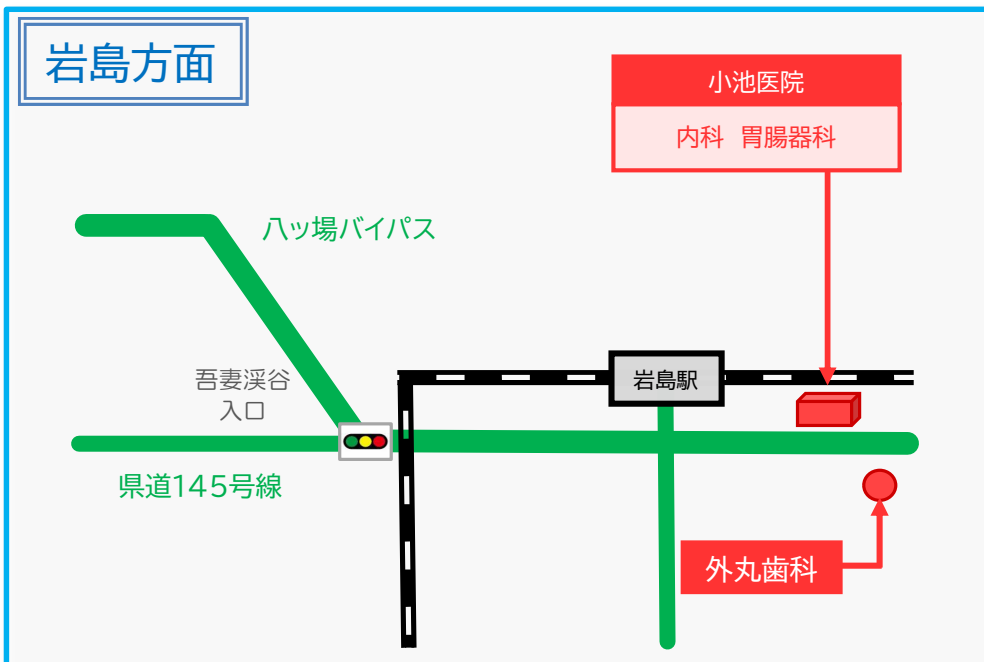 岩島方面
小池医院
内科 胃腸器科
八ッ場バイパス
岩島駅
吾妻渓谷
入口
県道145号線
外丸歯科